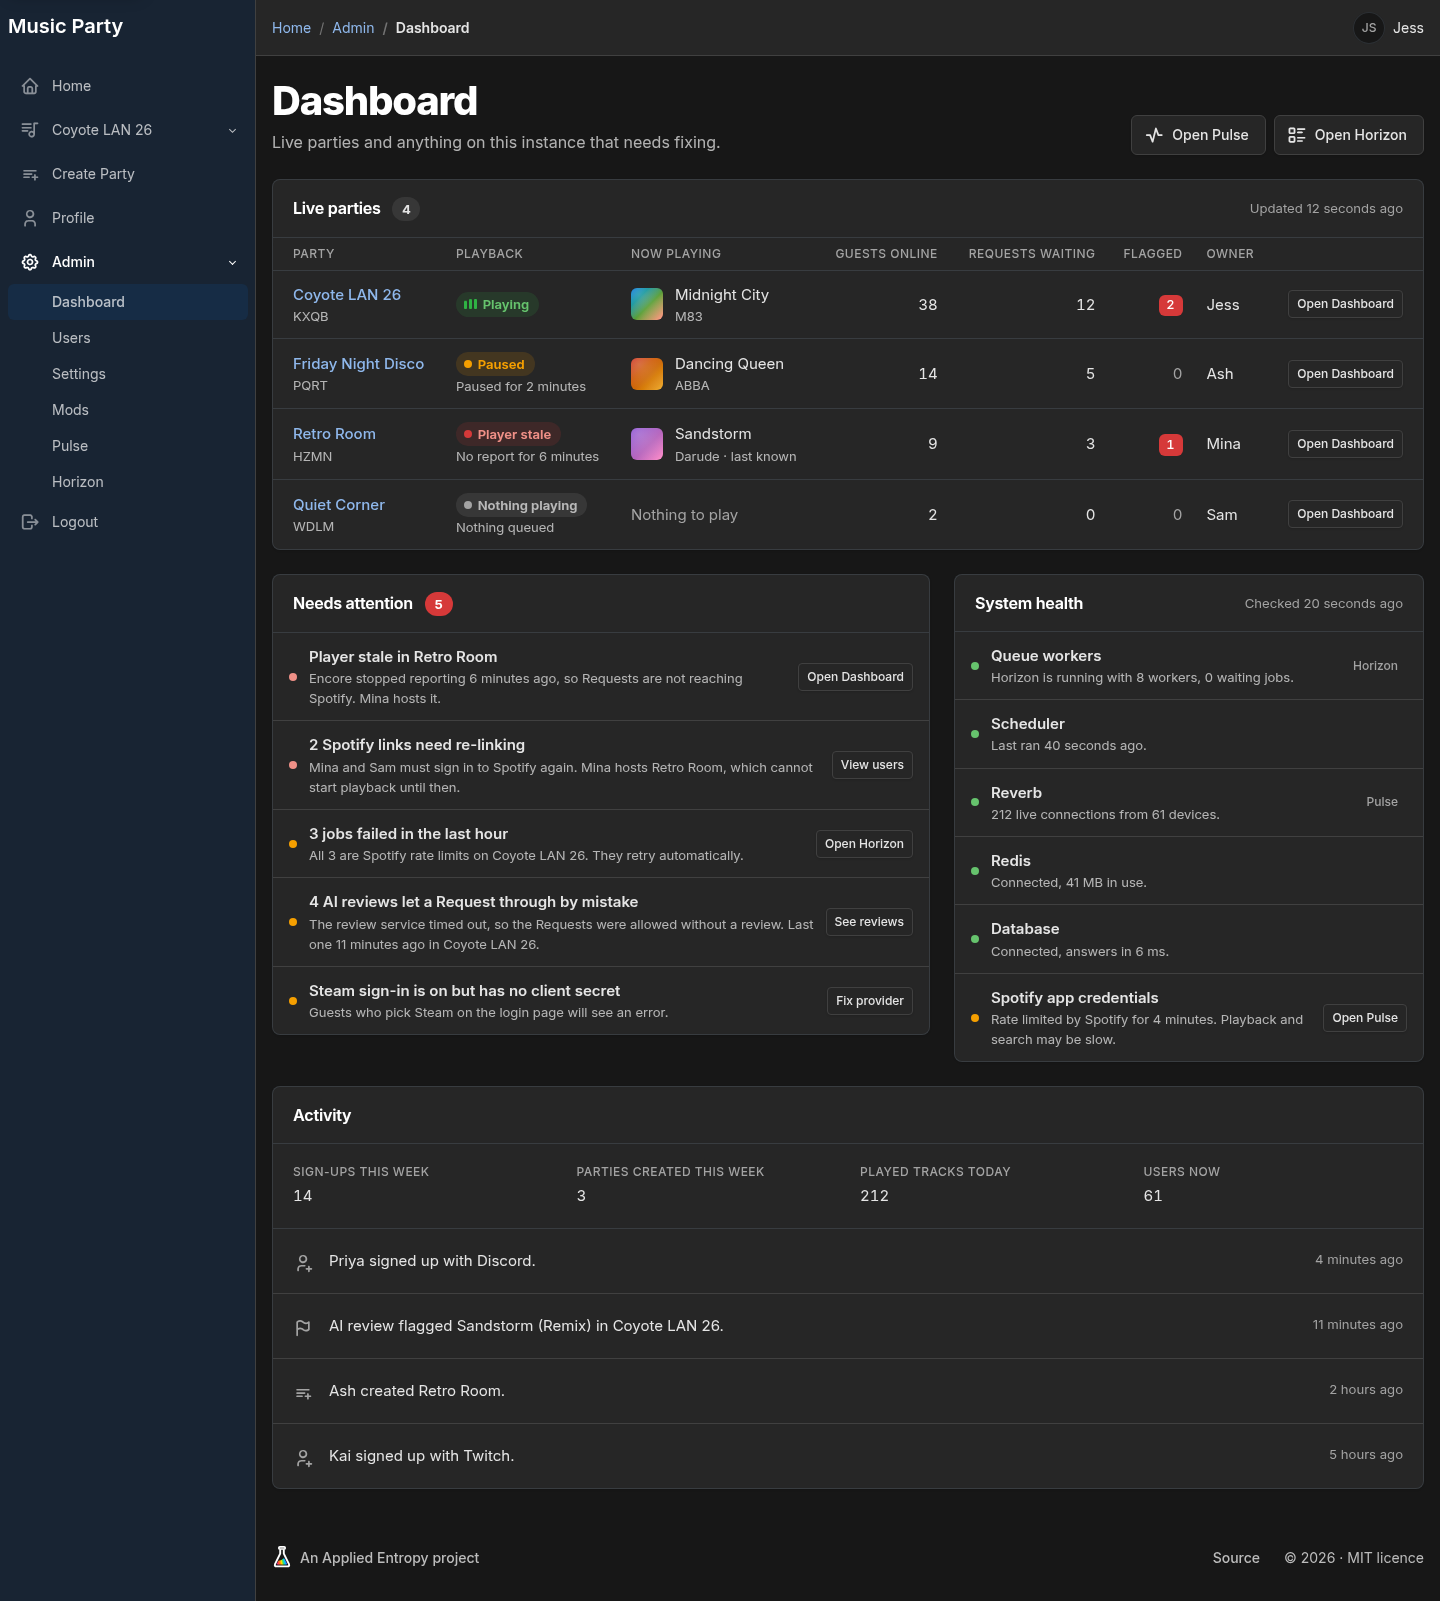 Music Party
Home / Admin / Dashboard
JS Jess
Home
Coyote LAN 26
Create Party
Profile
Admin
Dashboard
Users
Settings
Mods
Pulse
Horizon
Logout
Dashboard
Live parties and anything on this instance that needs fixing.
Open Pulse
Open Horizon
Live parties 4
Updated 12 seconds ago
PARTY PLAYBACK NOW PLAYING GUESTS ONLINE REQUESTS WAITING FLAGGED OWNER
Coyote LAN 26 Playing Midnight City 38 12 2 Jess Open Dashboard
KXQB M83
Friday Night Disco Paused Dancing Queen 14 5 0 Ash Open Dashboard
PQRT Paused for 2 minutes ABBA
Retro Room Player stale Sandstorm 9 3 1 Mina Open Dashboard
HZMN No report for 6 minutes Darude · last known
Quiet Corner Nothing playing Nothing to play 2 0 0 Sam Open Dashboard
WDLM Nothing queued
Needs attention 5
Player stale in Retro Room
Encore stopped reporting 6 minutes ago, so Requests are not reaching
Spotify. Mina hosts it.
Open Dashboard
2 Spotify links need re-linking
Mina and Sam must sign in to Spotify again. Mina hosts Retro Room, which cannot
start playback until then.
View users
3 jobs failed in the last hour
All 3 are Spotify rate limits on Coyote LAN 26. They retry automatically.
Open Horizon
4 AI reviews let a Request through by mistake
The review service timed out, so the Requests were allowed without a review. Last
one 11 minutes ago in Coyote LAN 26.
See reviews
Steam sign-in is on but has no client secret
Guests who pick Steam on the login page will see an error.
Fix provider
System health
Checked 20 seconds ago
Queue workers
Horizon is running with 8 workers, 0 waiting jobs.
Horizon
Scheduler
Last ran 40 seconds ago.
Reverb
212 live connections from 61 devices.
Pulse
Redis
Connected, 41 MB in use.
Database
Connected, answers in 6 ms.
Spotify app credentials
Rate limited by Spotify for 4 minutes. Playback and
search may be slow.
Open Pulse
Activity
SIGN-UPS THIS WEEK PARTIES CREATED THIS WEEK PLAYED TRACKS TODAY USERS NOW
14 3 212 61
Priya signed up with Discord. 4 minutes ago
AI review flagged Sandstorm (Remix) in Coyote LAN 26. 11 minutes ago
Ash created Retro Room. 2 hours ago
Kai signed up with Twitch. 5 hours ago
An Applied Entropy project
Source © 2026 · MIT licence